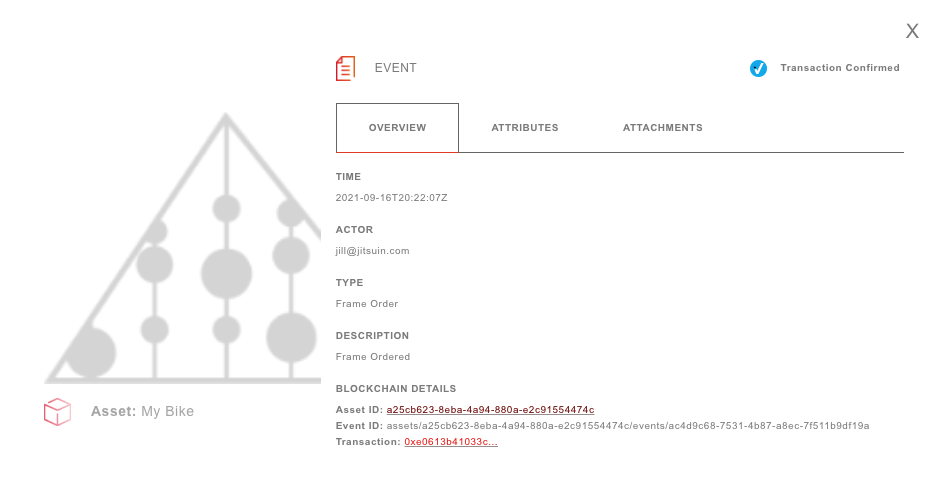 X
EVENT
Transaction Confirmed
OVERVIEW ATTRIBUTES ATTACHMENTS
TIME
2021-09-16T20:22:07Z
ACTOR
jill@jitsuin.com
TYPE
Frame Order
DESCRIPTION
Frame Ordered
BLOCKCHAIN DETAILS
Asset ID: a25cb623-8eba-4a94-880a-e2c91554474c
Event ID: assets/a25cb623-8eba-4a94-880a-e2c91554474c/events/ac4d9c68-7531-4b87-a8ec-7f511b9df19a
Transaction: 0xe0613b41033c...
Asset: My Bike